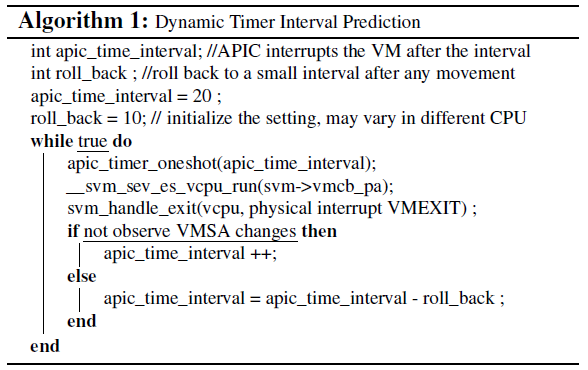 Algorithm 1: Dynamic Timer Interval Prediction
int apic_time_interval; //APIC interrupts the VM after the interval
int roll_back ; //roll back to a small interval after any movement
apic_time_interval = 20 ;
roll_back = 10; // initialize the setting, may vary in different CPU
while true do
apic_timer_oneshot(apic_time_interval);
__svm_sev_es_vcpu_run(svm->vmcb_pa);
svm_handle_exit(vcpu, physical interrupt VMEXIT) ;
if not observe VMSA changes then
apic_time_interval ++;
else
apic_time_interval = apic_time_interval - roll_back ;
end
end